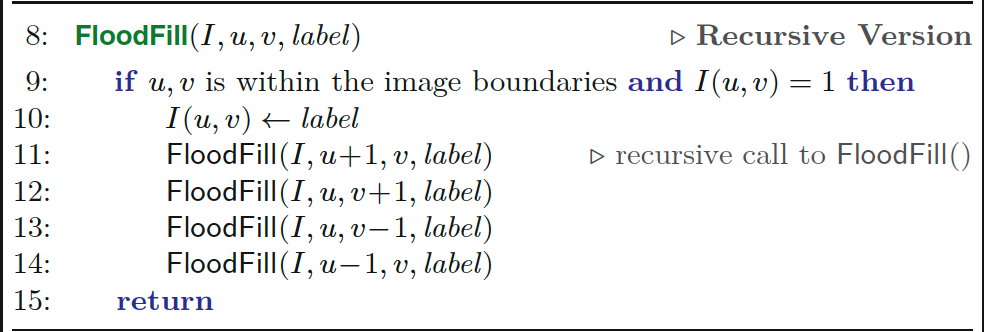 8: FloodFill(I, u, v, label) ▷ Recursive Version
9: if u, v is within the image boundaries and I(u, v) = 1 then
10: I(u, v) ← label
11: FloodFill(I, u+1, v, label) ▷ recursive call to FloodFill()
12: FloodFill(I, u, v+1, label)
13: FloodFill(I, u, v−1, label)
14: FloodFill(I, u−1, v, label)
15: return